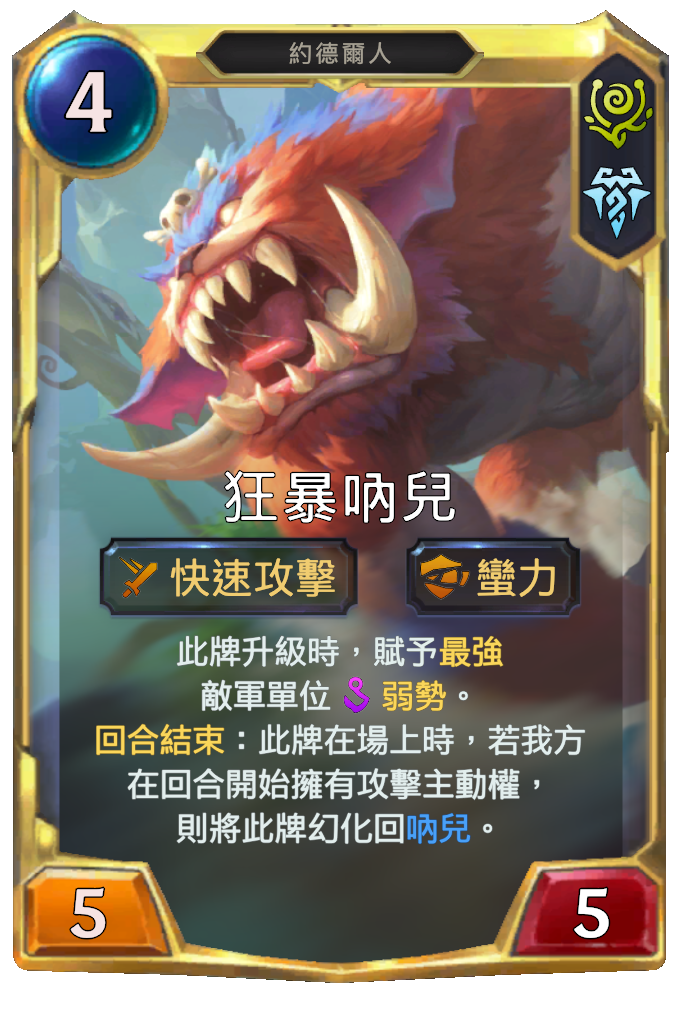 約德爾人
4
狂暴吶兒
快速攻擊
蠻力
此牌升級時，賦予最強
敵軍單位 弱勢。
回合結束：此牌在場上時，若我方
在回合開始擁有攻擊主動權，
則將此牌幻化回吶兒。
5
5